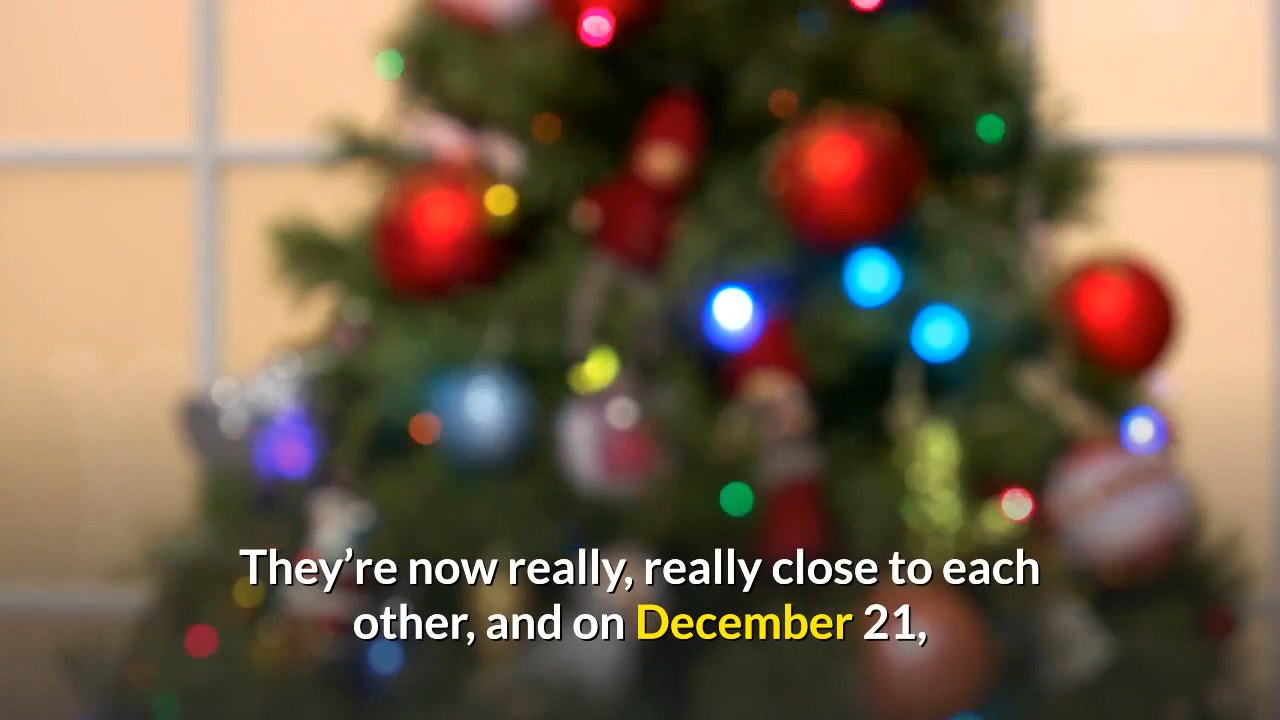 They’re now really, really close to each
other, and on December 21,